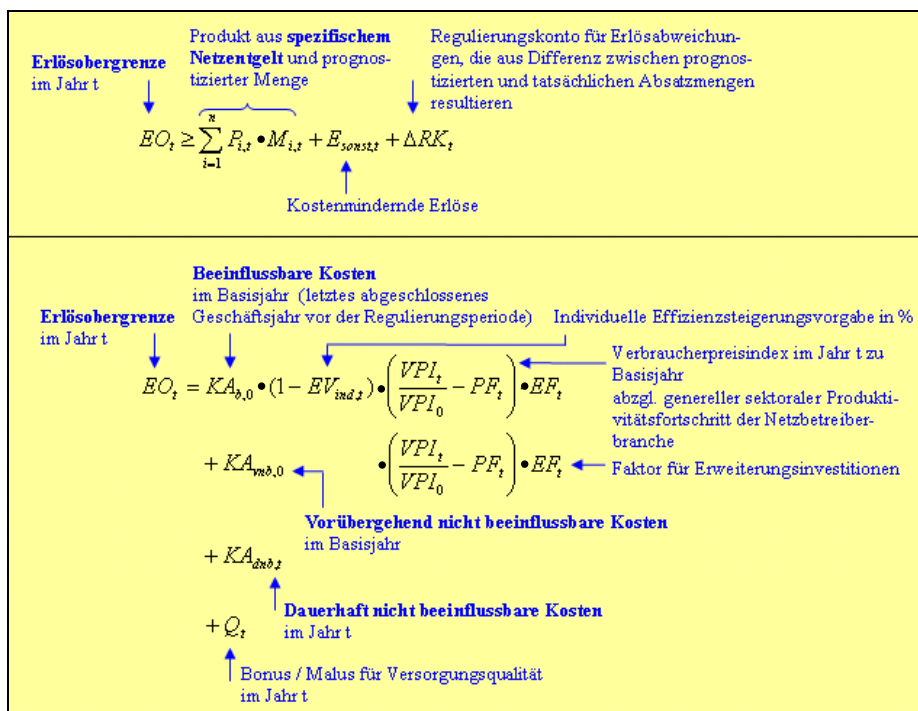 Produkt aus spezifischem
Netzentgelt und prognos-
tizierter Menge
Regulierungskonto für Erlösabweichun-
gen, die aus Differenz zwischen prognos-
tizierten und tatsächlichen Absatzmengen
resultieren
Erlösobergrenze
im Jahr t
EO_t ≥ ∑_{i=1}^{n} P_{i,t} • M_{i,t} + E_{sonst,t} + ΔRK_t
Kostenmindernde Erlöse
Beeinflussbare Kosten
im Basisjahr (letztes abgeschlossenes
Geschäftsjahr vor der Regulierungsperiode)
Erlösobergrenze
im Jahr t
Individuelle Effizienzsteigerungsvorgabe in %
Verbraucherpreisindex im Jahr t zu
Basisjahr
abzgl. genereller sektoraler Produkti-
vitätsfortschritt der Netzbetreiber-
branche
EO_t = KA_{b,0} • (1 − EV_{ind,t}) • (VPI_t / VPI_0 − PF_t) • EF_t
+ KA_{vnb,0} • (VPI_t / VPI_0 − PF_t) • EF_t
Faktor für Erweiterungsinvestitionen
Vorübergehend nicht beeinflussbare Kosten
im Basisjahr
+ KA_{dnb,t}
Dauerhaft nicht beeinflussbare Kosten
im Jahr t
+ Q_t
Bonus / Malus für Versorgungsqualität
im Jahr t